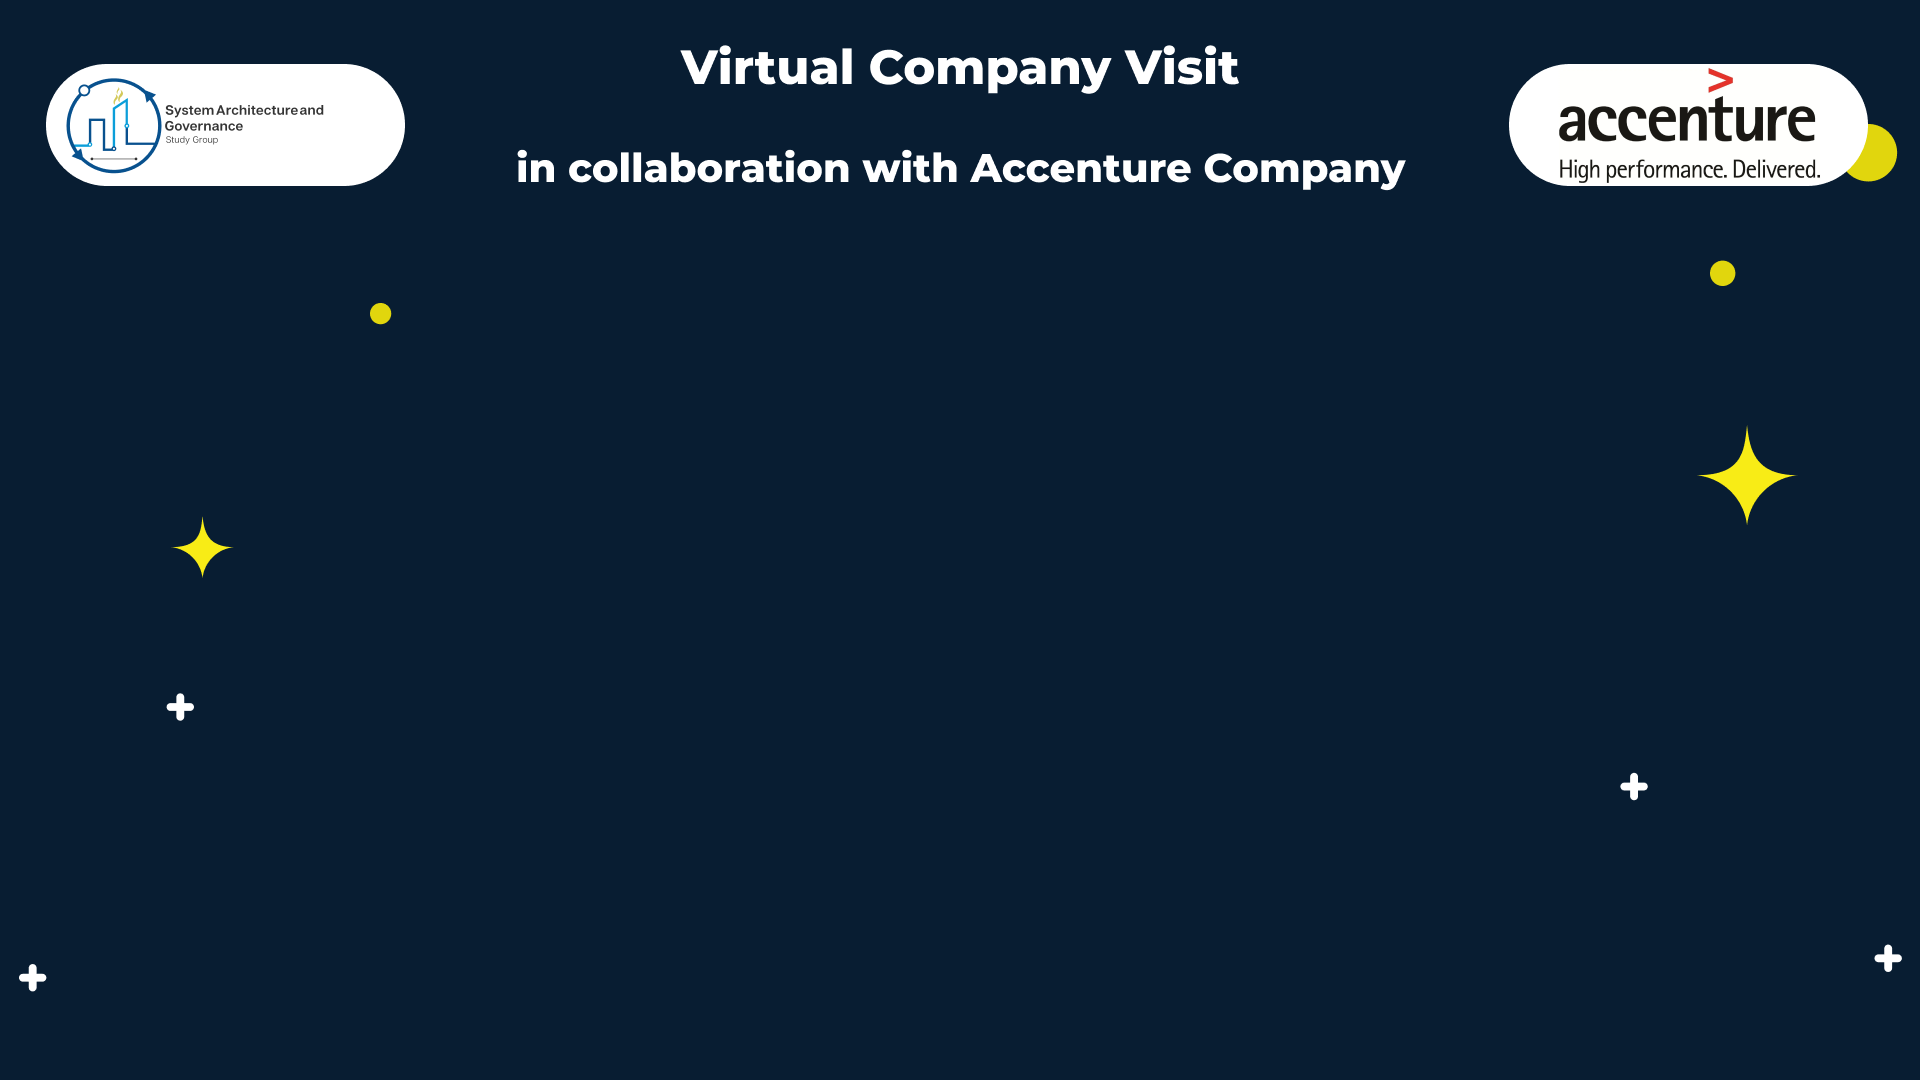 Virtual Company Visit
in collaboration with Accenture Company
System Architecture and
Governance
Study Group
>
accenture
High performance. Delivered.